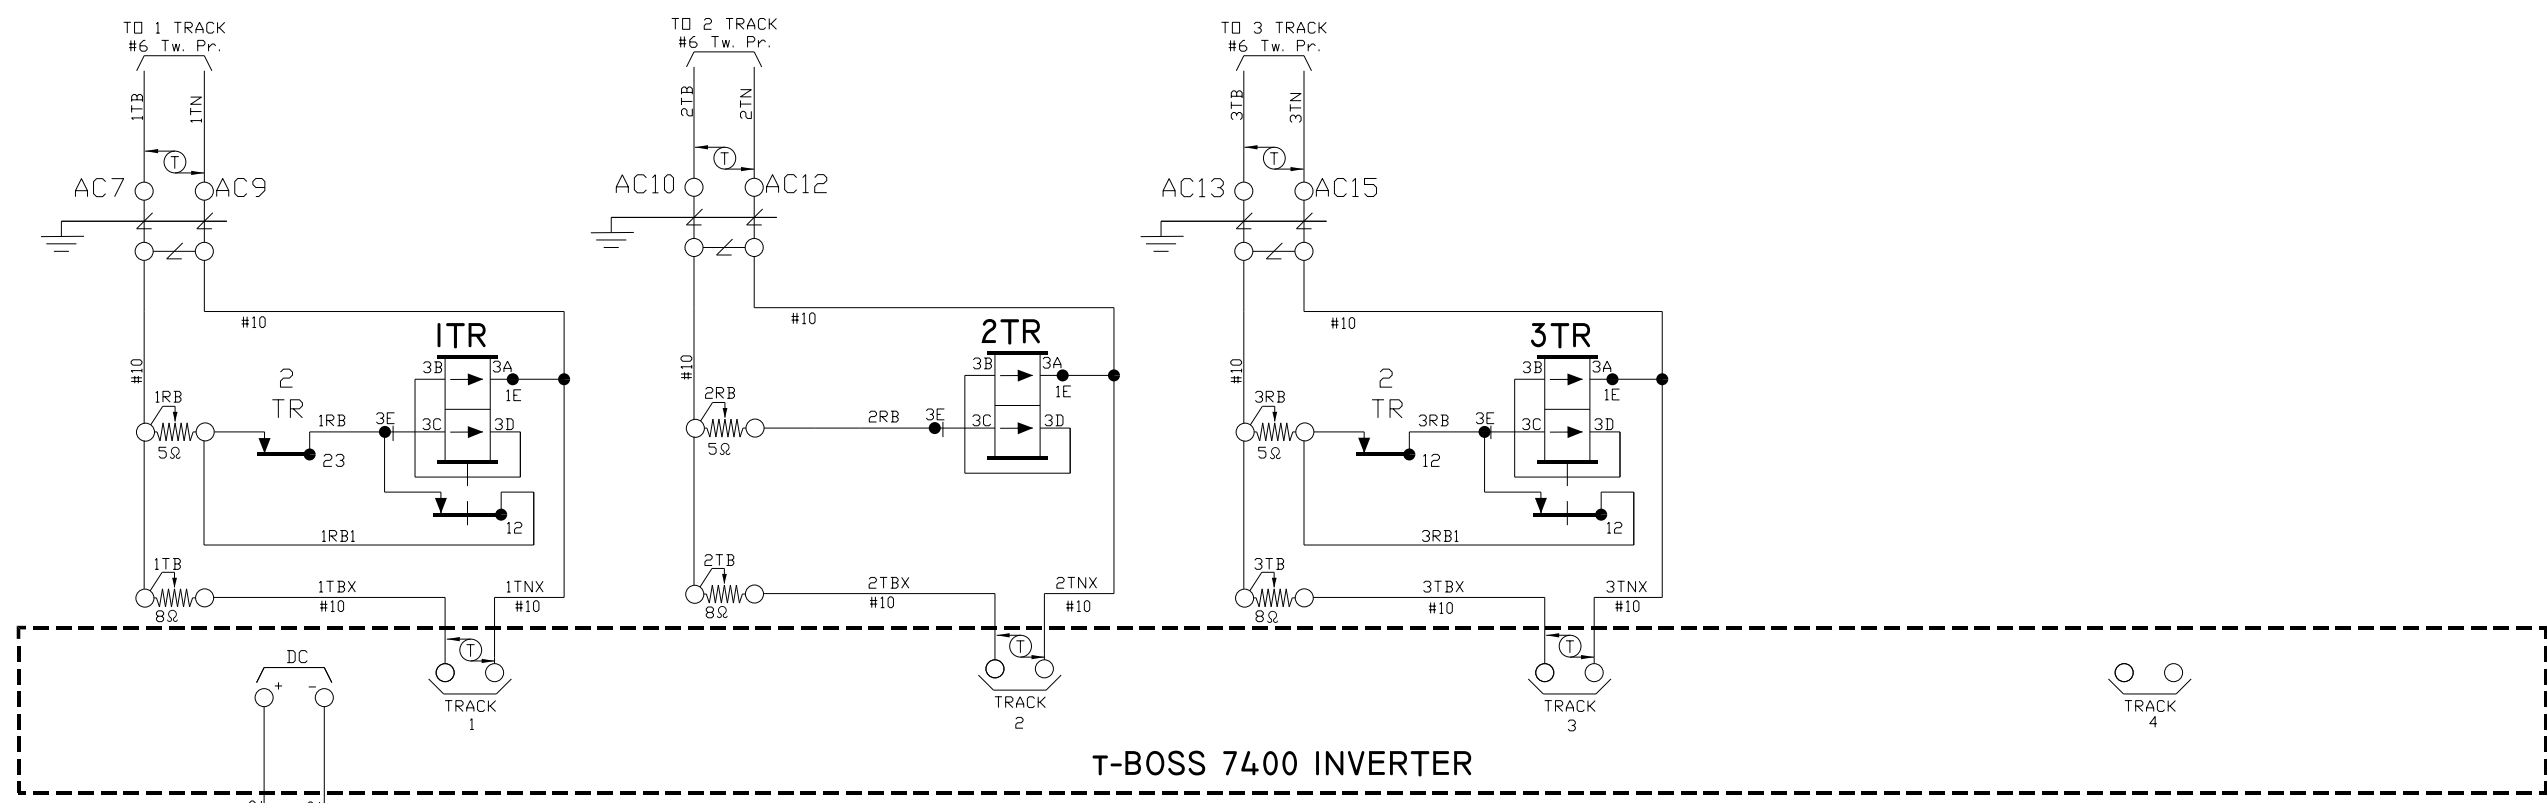 TO 1 TRACK
#6 Tw. Pr.
1TB
1TN
T
AC7
AC9
#10
#10
1TR
3B
3A
1E
2
TR
1RB
5Ω
1RB
23
3E
3C
3D
12
1RB1
1TB
8Ω
1TBX
#10
1TNX
#10
TO 2 TRACK
#6 Tw. Pr.
2TB
2TN
T
AC10
AC12
#10
#10
2TR
3B
3A
1E
2RB
5Ω
2RB
3E
3C
3D
2TB
8Ω
2TBX
#10
2TNX
#10
TO 3 TRACK
#6 Tw. Pr.
3TB
3TN
T
AC13
AC15
#10
#10
3TR
3B
3A
1E
2
TR
3RB
5Ω
3RB
12
3E
3C
3D
12
3RB1
3TB
8Ω
3TBX
#10
3TNX
#10
DC
+
-
T
TRACK
1
T
TRACK
2
T
TRACK
3
TRACK
4
T-BOSS 7400 INVERTER